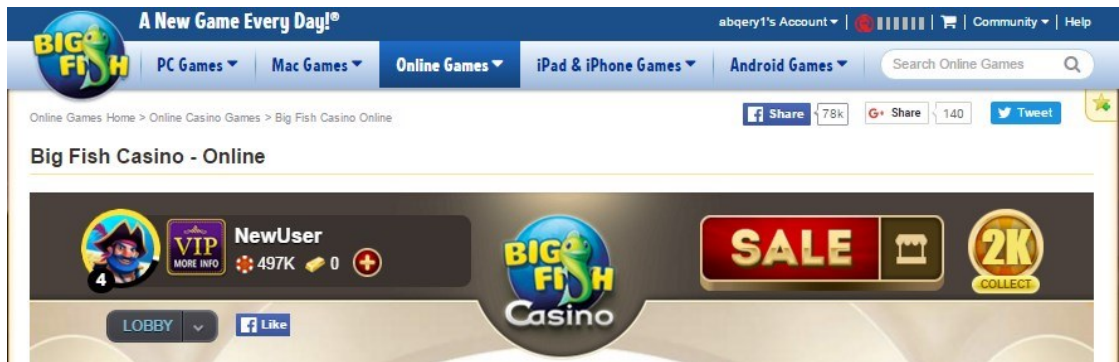 A New Game Every Day!®
abqery1's Account | | Community | Help
BIG FISH
PC Games
Mac Games
Online Games
iPad & iPhone Games
Android Games
Search Online Games
Online Games Home > Online Casino Games > Big Fish Casino Online
Share 78k
G+ Share 140
Tweet
Big Fish Casino - Online
VIP
MORE INFO
NewUser
497K 0
4
BIG FISH
Casino
SALE
2K
COLLECT
LOBBY
Like